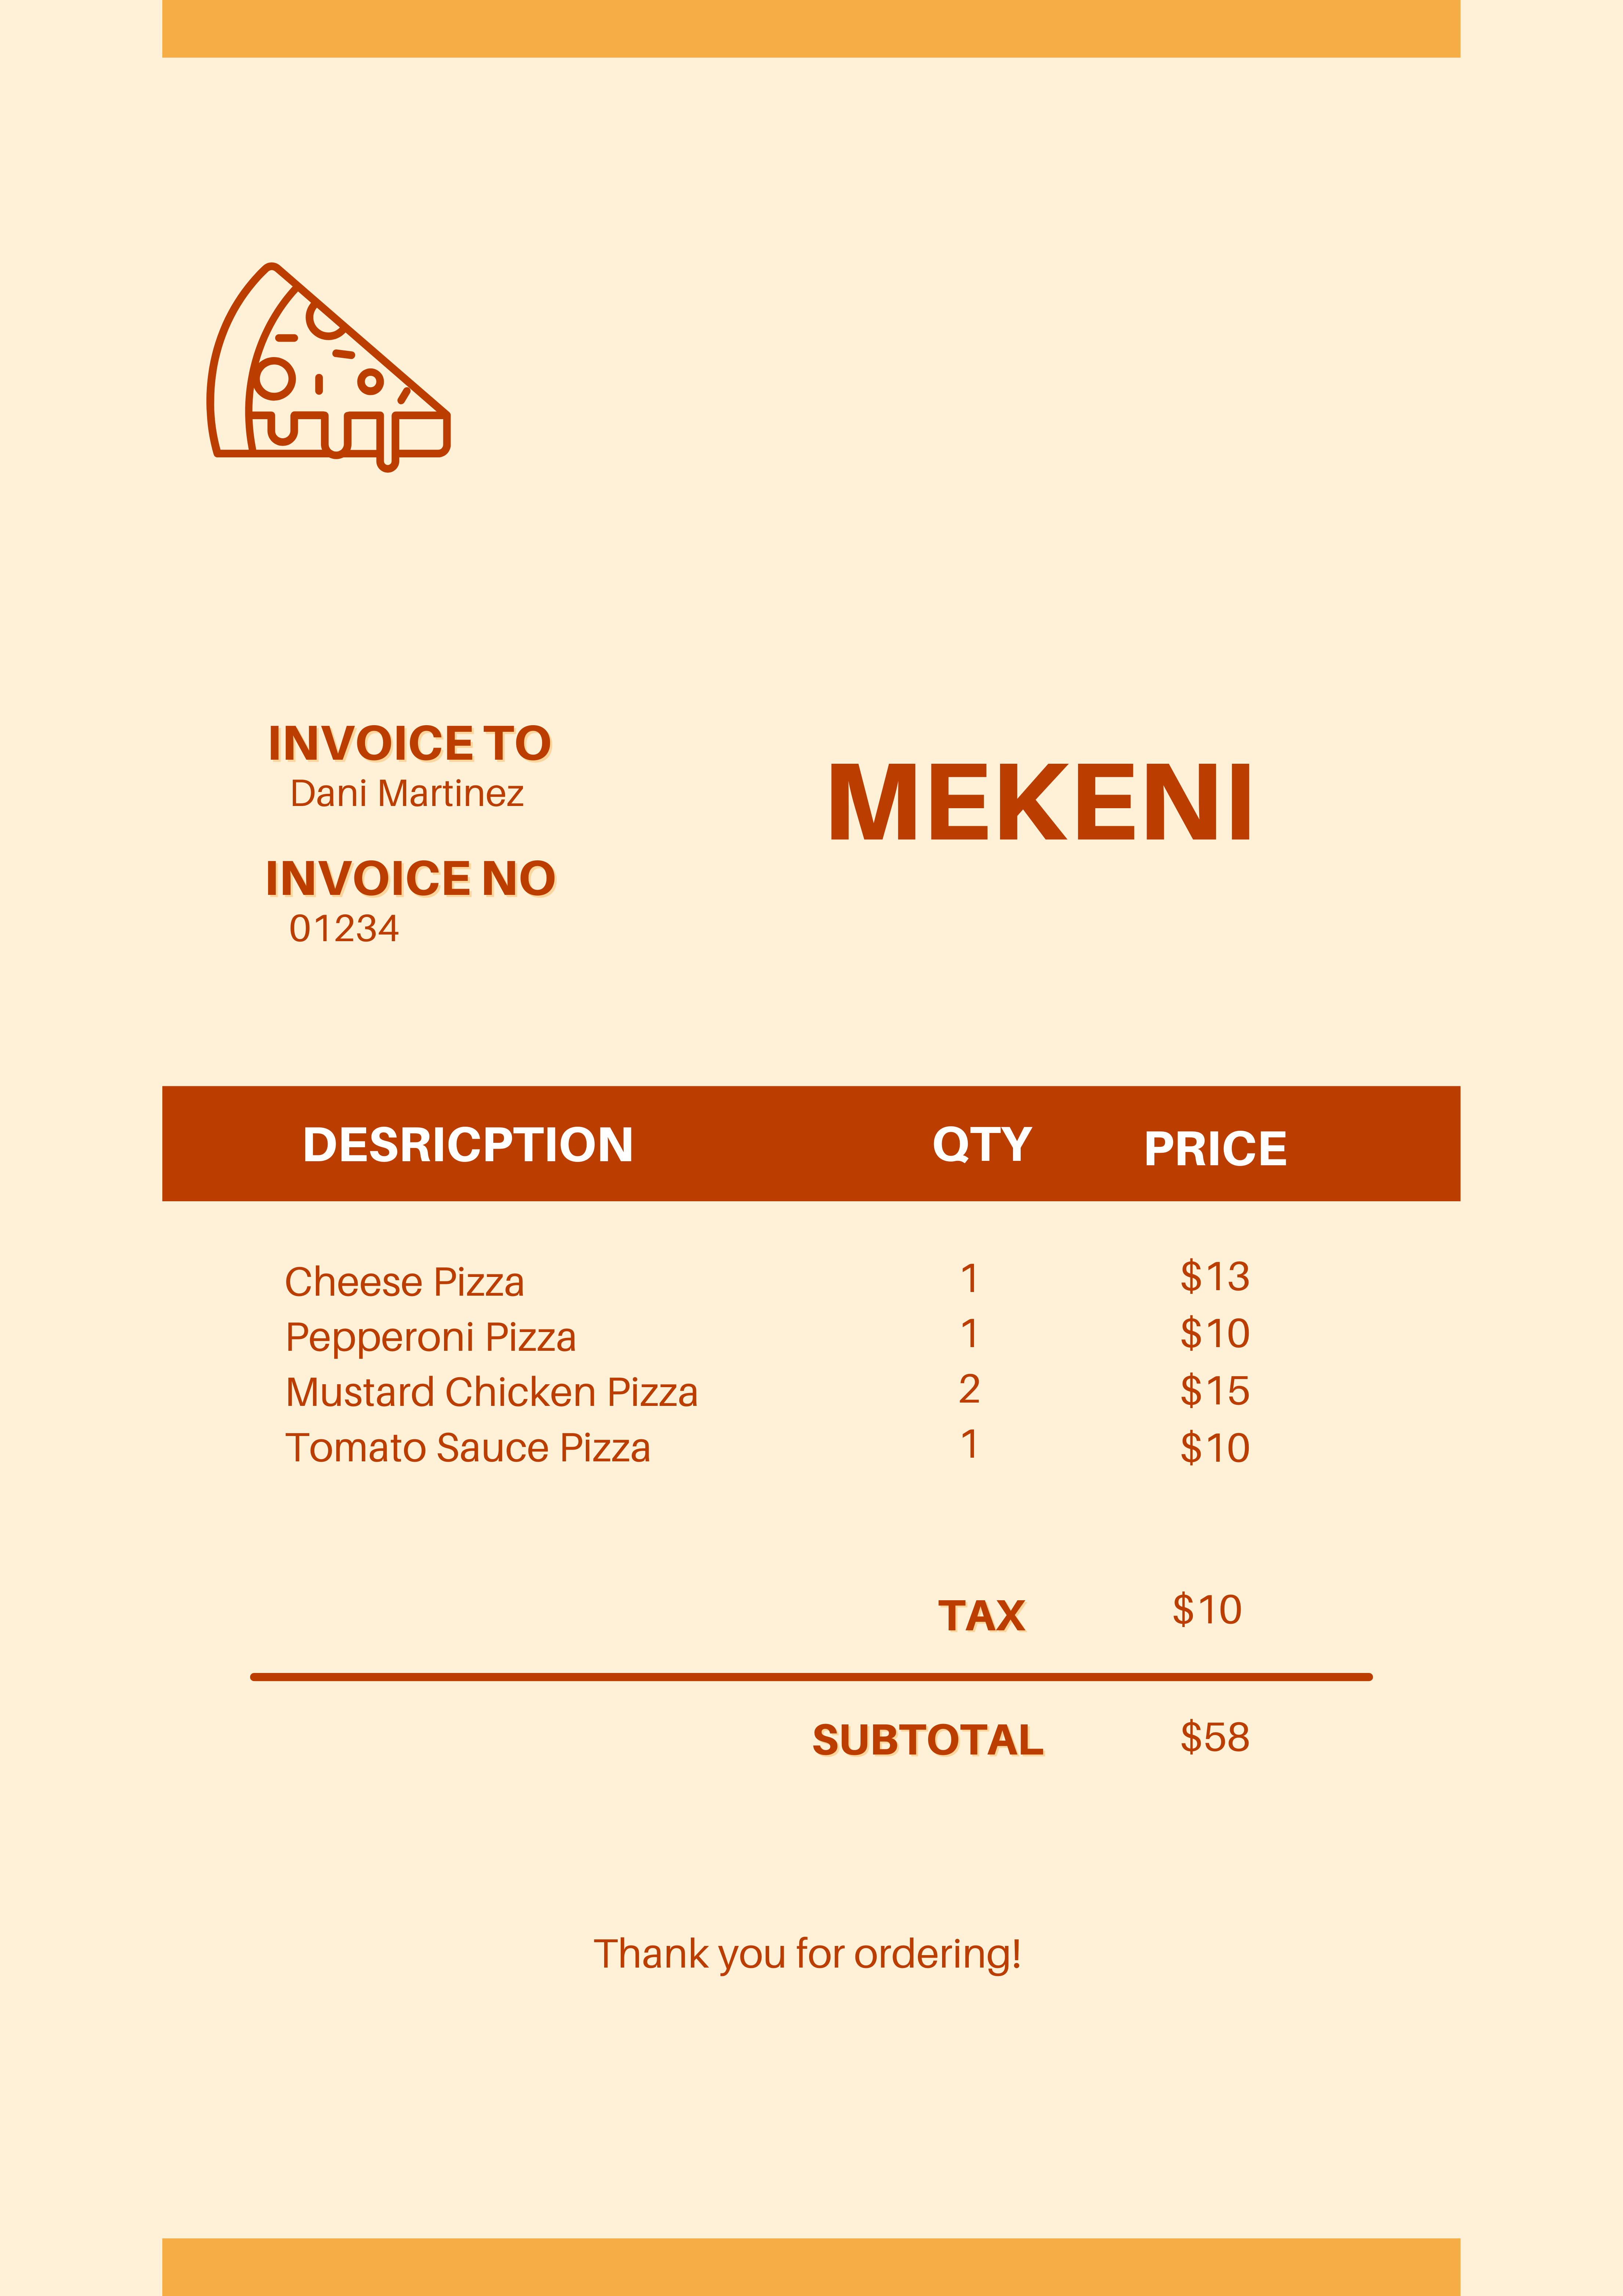 INVOICE TO
Dani Martinez
INVOICE NO
01234
MEKENI
DESRICPTION QTY PRICE
Cheese Pizza 1 $13
Pepperoni Pizza 1 $10
Mustard Chicken Pizza 2 $15
Tomato Sauce Pizza 1 $10
TAX $10
SUBTOTAL $58
Thank you for ordering!